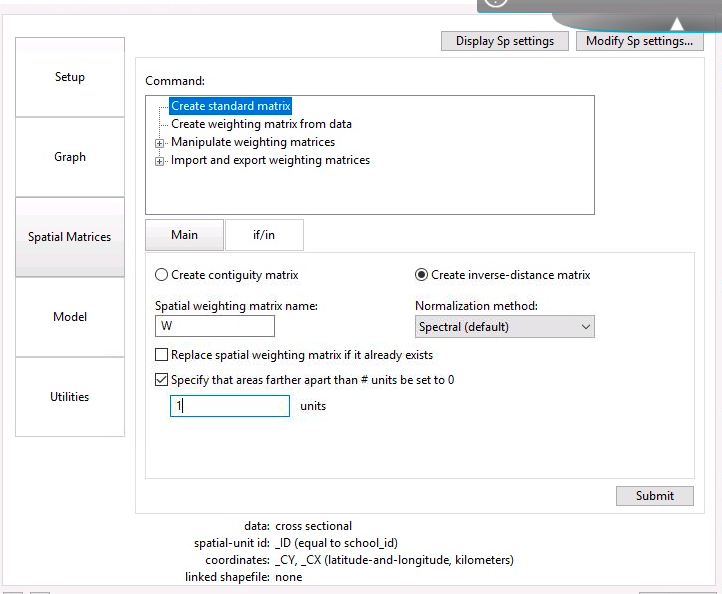 Display Sp settings
Modify Sp settings...
Setup
Graph
Spatial Matrices
Model
Utilities
Command:
Create standard matrix
Create weighting matrix from data
Manipulate weighting matrices
Import and export weighting matrices
Main
if/in
Create contiguity matrix
Create inverse-distance matrix
Spatial weighting matrix name:
Normalization method:
W
Spectral (default)
Replace spatial weighting matrix if it already exists
Specify that areas farther apart than # units be set to 0
1
units
Submit
data: cross sectional
spatial-unit id: _ID (equal to school_id)
coordinates: _CY, _CX (latitude-and-longitude, kilometers)
linked shapefile: none